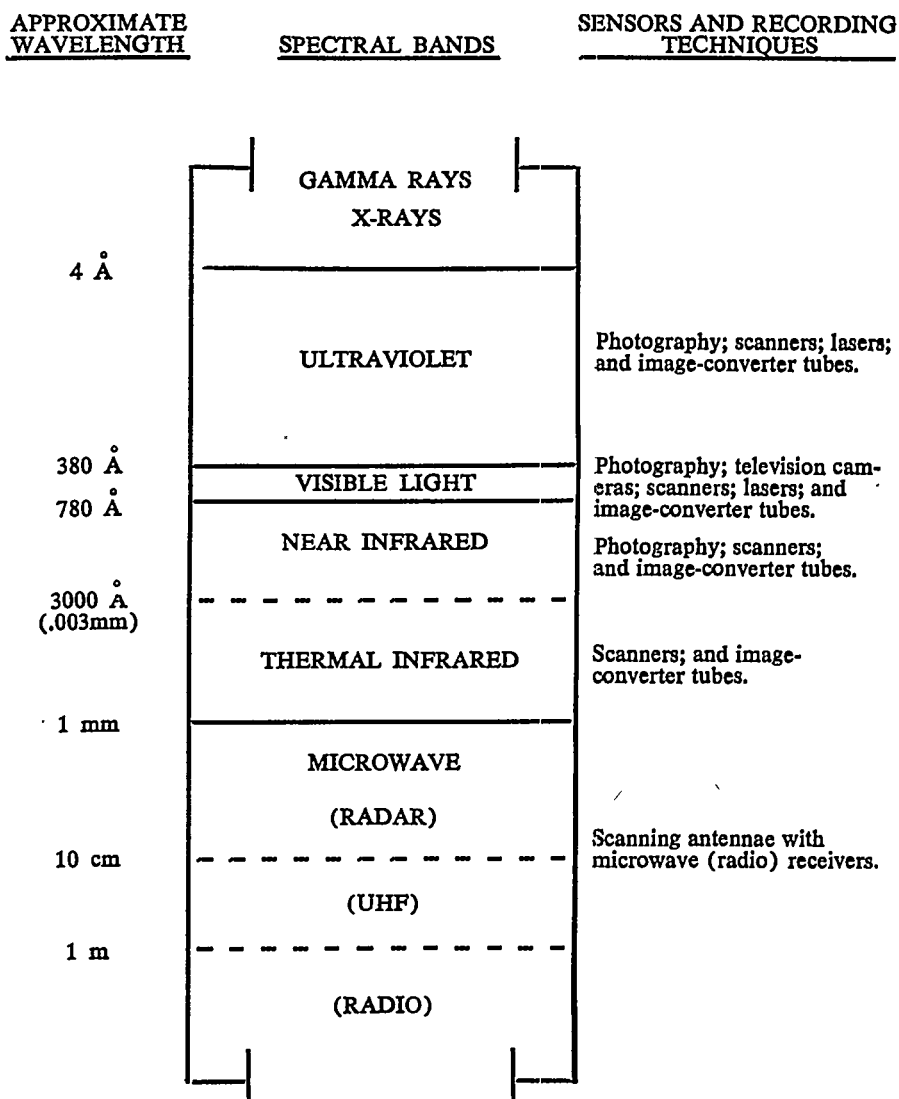 APPROXIMATE
WAVELENGTH
SPECTRAL BANDS
SENSORS AND RECORDING
TECHNIQUES
GAMMA RAYS
X-RAYS
4 Å
ULTRAVIOLET
Photography; scanners; lasers;
and image-converter tubes.
380 Å
VISIBLE LIGHT
Photography; television cam-
eras; scanners; lasers; and
image-converter tubes.
780 Å
NEAR INFRARED
Photography; scanners;
and image-converter tubes.
3000 Å
(.003mm)
THERMAL INFRARED
Scanners; and image-
converter tubes.
1 mm
MICROWAVE
(RADAR)
Scanning antennae with
microwave (radio) receivers.
10 cm
(UHF)
1 m
(RADIO)